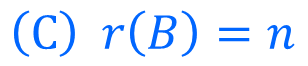 (C) r(B) = n